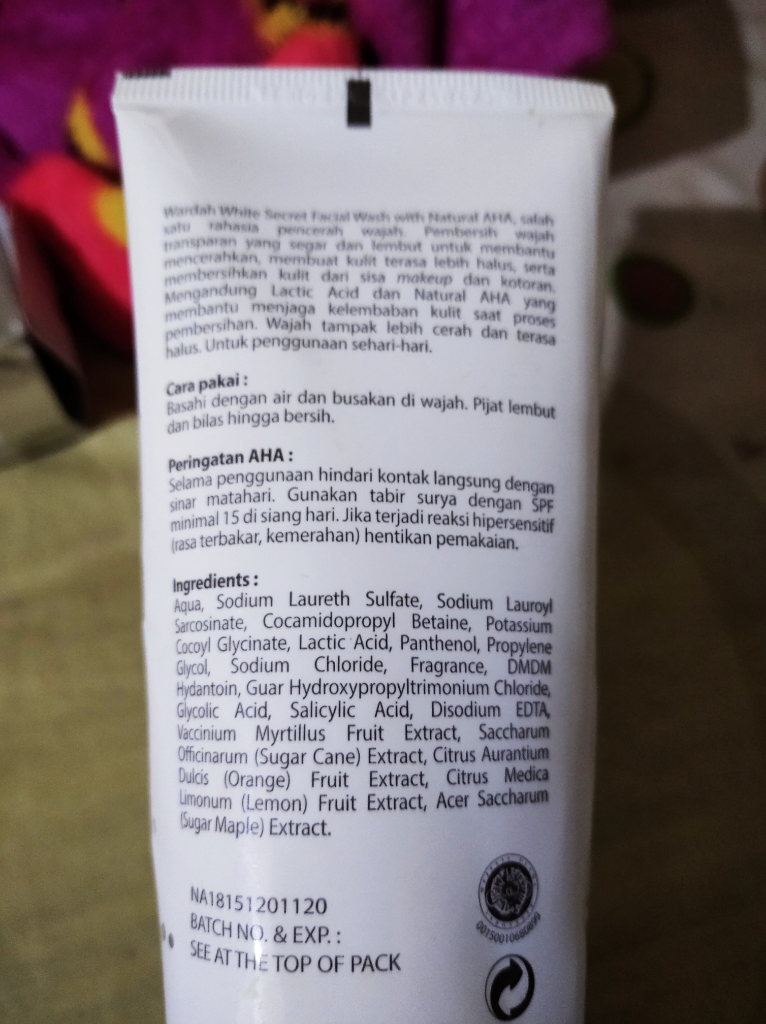 Wardah White Secret Facial Wash with Natural AHA, salah
satu rahasia pencerah wajah. Pembersih wajah
transparan yang segar dan lembut untuk membantu
mencerahkan, membuat kulit terasa lebih halus, serta
membersihkan kulit dari sisa makeup dan kotoran.
Mengandung Lactic Acid dan Natural AHA yang
membantu menjaga kelembaban kulit saat proses
pembersihan. Wajah tampak lebih cerah dan terasa
halus. Untuk penggunaan sehari-hari.
Cara pakai :
Basahi dengan air dan busakan di wajah. Pijat lembut
dan bilas hingga bersih.
Peringatan AHA :
Selama penggunaan hindari kontak langsung dengan
sinar matahari. Gunakan tabir surya dengan SPF
minimal 15 di siang hari. Jika terjadi reaksi hipersensitif
(rasa terbakar, kemerahan) hentikan pemakaian.
Ingredients :
Aqua, Sodium Laureth Sulfate, Sodium Lauroyl
Sarcosinate, Cocamidopropyl Betaine, Potassium
Cocoyl Glycinate, Lactic Acid, Panthenol, Propylene
Glycol, Sodium Chloride, Fragrance, DMDM
Hydantoin, Guar Hydroxypropyltrimonium Chloride,
Glycolic Acid, Salicylic Acid, Disodium EDTA,
Vaccinium Myrtillus Fruit Extract, Saccharum
Officinarum (Sugar Cane) Extract, Citrus Aurantium
Dulcis (Orange) Fruit Extract, Citrus Medica
Limonum (Lemon) Fruit Extract, Acer Saccharum
(Sugar Maple) Extract.
NA18151201120
BATCH NO. & EXP. :
SEE AT THE TOP OF PACK